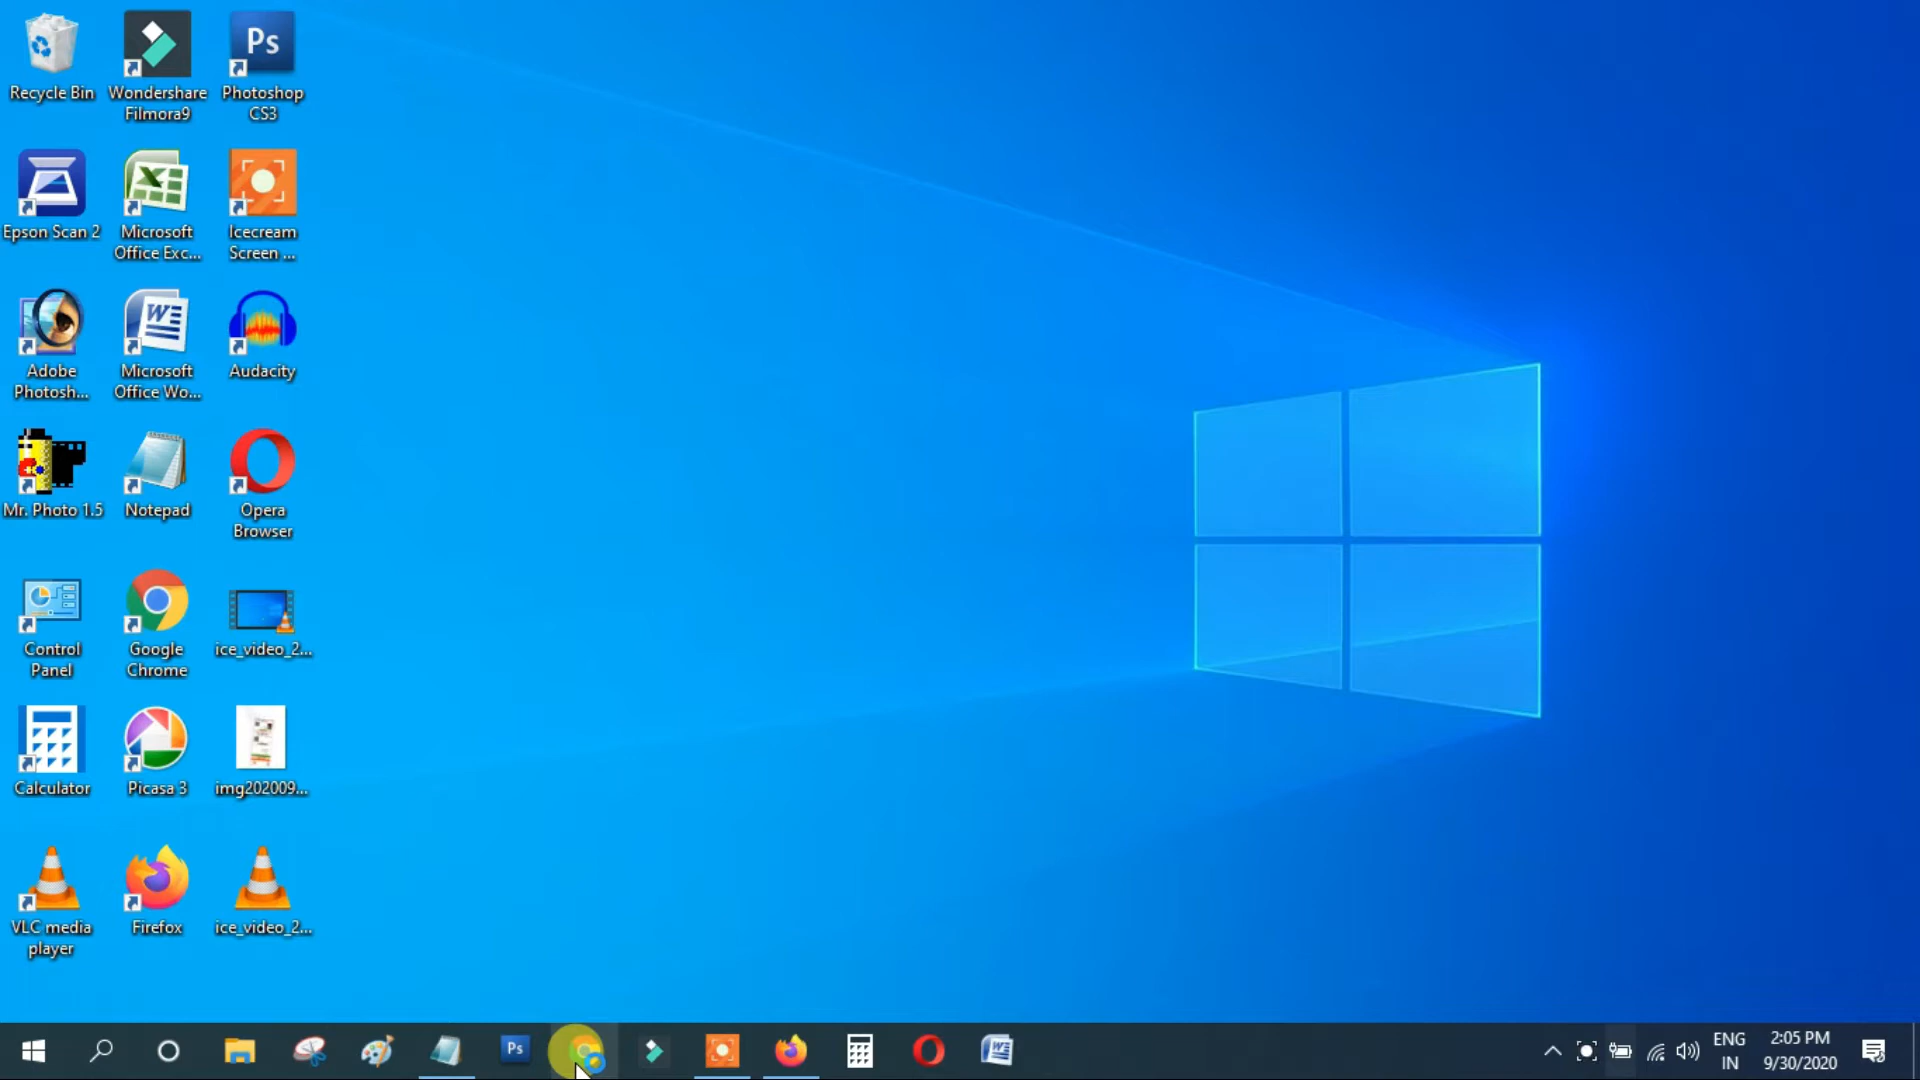 Recycle Bin
Wondershare
Filmora9
Ps
Photoshop
CS3
Epson Scan 2
Microsoft
Office Exc...
Icecream
Screen ...
Adobe
Photosh...
W
Microsoft
Office Wo...
Audacity
Mr. Photo 1.5
Notepad
Opera
Browser
Control
Panel
Google
Chrome
ice_video_2...
Calculator
Picasa 3
img202009...
VLC media
player
Firefox
ice_video_2...
Ps
W
ENG
IN
2:05 PM
9/30/2020